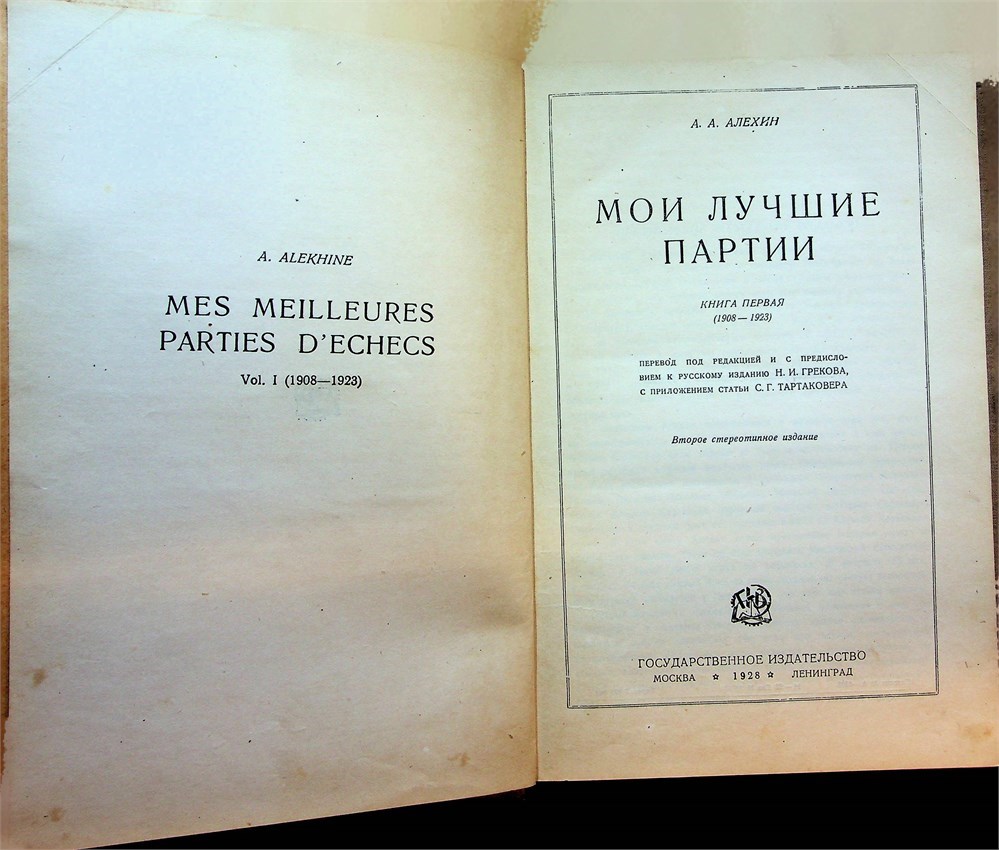 A. ALEKHINE
MES MEILLEURES
PARTIES D'ECHECS
Vol. I (1908—1923)
А. А. АЛЕХИН
МОИ ЛУЧШИЕ
ПАРТИИ
КНИГА ПЕРВАЯ
(1908—1923)
ПЕРЕВОД ПОД РЕДАКЦИЕЙ И С ПРЕДИСЛО-
ВИЕМ К РУССКОМУ ИЗДАНИЮ Н. И. ГРЕКОВА,
С ПРИЛОЖЕНИЕМ СТАТЬИ С. Г. ТАРТАКОВЕРА
Второе стереотипное издание
ГОСУДАРСТВЕННОЕ ИЗДАТЕЛЬСТВО
МОСКВА ☆ 1928 ☆ ЛЕНИНГРАД